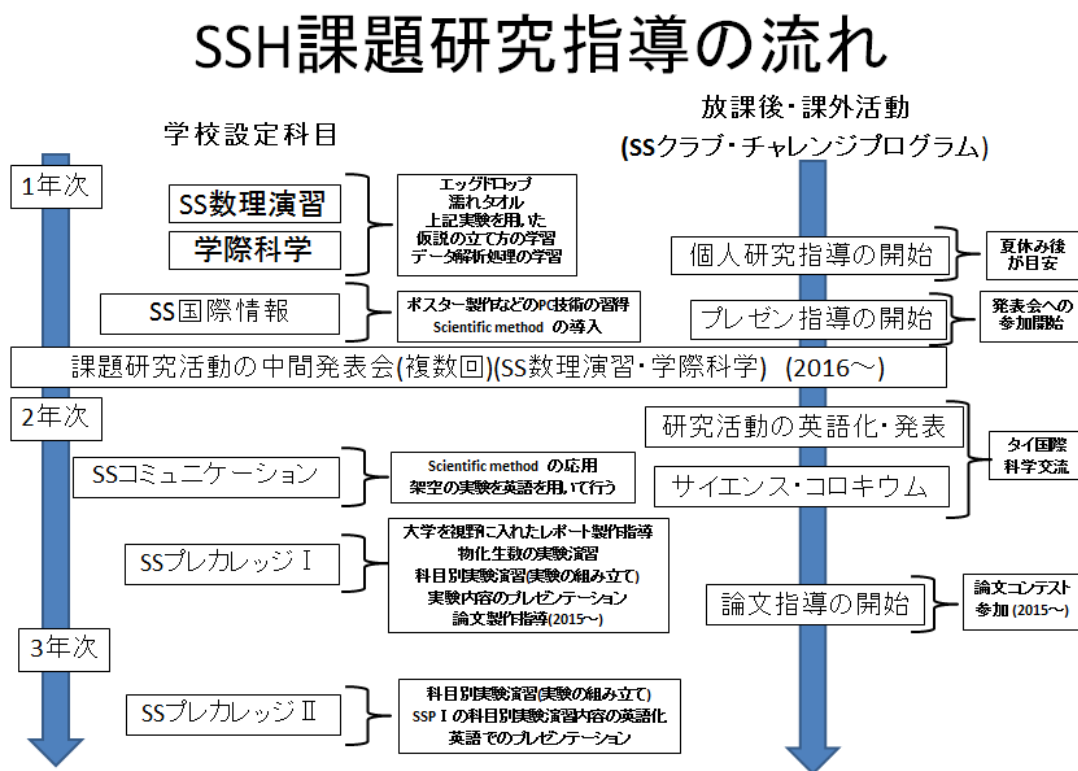 SSH課題研究指導の流れ
学校設定科目
放課後・課外活動
(SSクラブ・チャレンジプログラム)
1年次
SS数理演習
学際科学
エッグドロップ
濡れタオル
上記実験を用いた
仮説の立て方の学習
データ解析処理の学習
個人研究指導の開始
夏休み後
が目安
SS国際情報
ポスター製作などのPC技術の習得
Scientific method の導入
プレゼン指導の開始
発表会への
参加開始
課題研究活動の中間発表会(複数回)(SS数理演習・学際科学) (2016～)
2年次
研究活動の英語化・発表
サイエンス・コロキウム
タイ国際
科学交流
SSコミュニケーション
Scientific method の応用
架空の実験を英語を用いて行う
SSプレカレッジⅠ
大学を視野に入れたレポート製作指導
物化生数の実験演習
科目別実験演習(実験の組み立て)
実験内容のプレゼンテーション
論文製作指導(2015～)
論文指導の開始
論文コンテスト
参加(2015～)
3年次
SSプレカレッジⅡ
科目別実験演習(実験の組み立て)
SSPⅠの科目別実験演習内容の英語化
英語でのプレゼンテーション